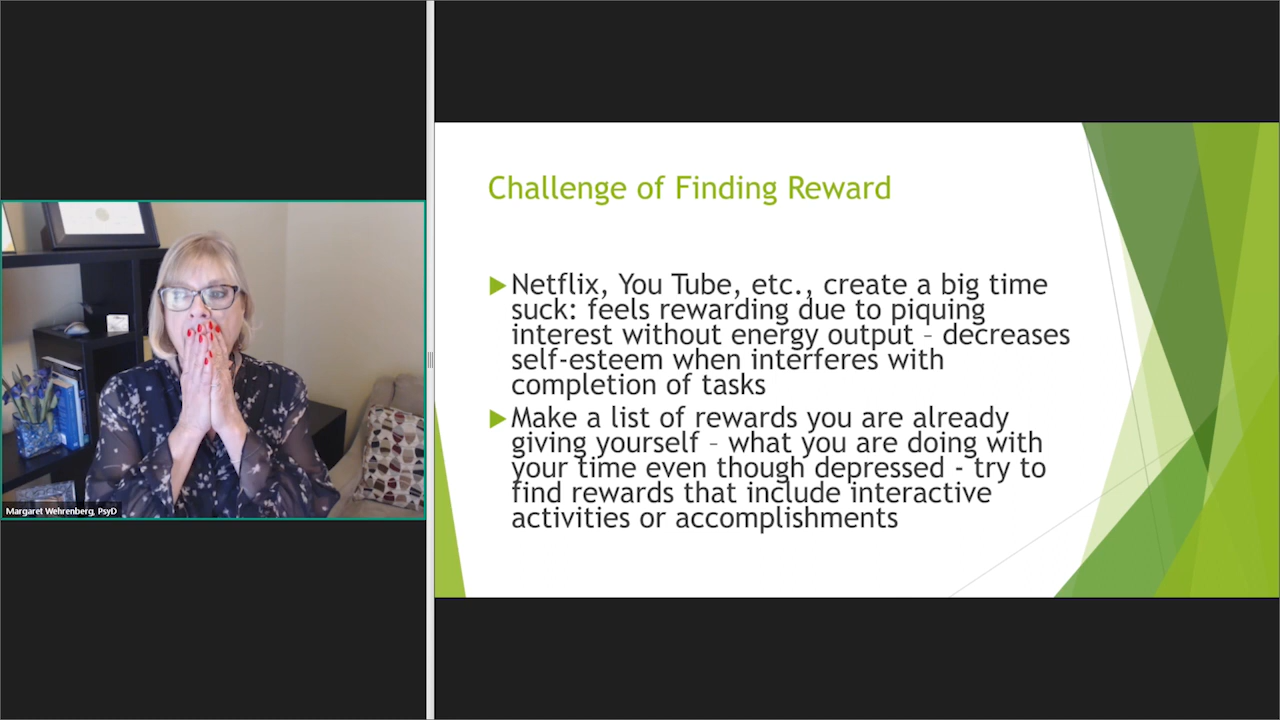 Challenge of Finding Reward
Netflix, You Tube, etc., create a big time
suck: feels rewarding due to piquing
interest without energy output – decreases
self-esteem when interferes with
completion of tasks
Make a list of rewards you are already
giving yourself – what you are doing with
your time even though depressed - try to
find rewards that include interactive
activities or accomplishments
Margaret Wehrenberg, PsyD